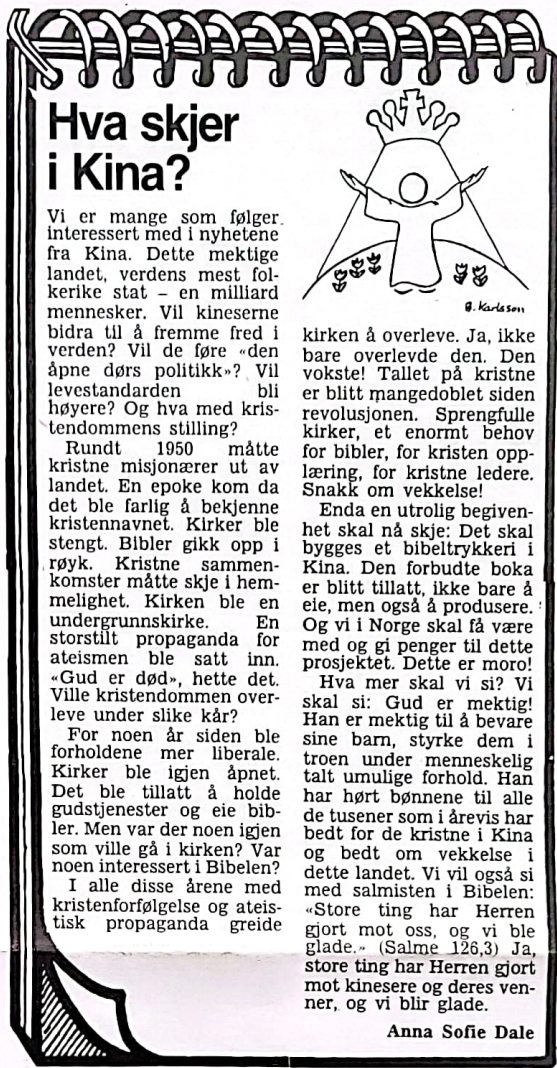 Hva skjer
i Kina?
Vi er mange som følger
interessert med i nyhetene
fra Kina. Dette mektige
landet, verdens mest fol-
kerike stat – en milliard
mennesker. Vil kineserne
bidra til å fremme fred i
verden? Vil de føre «den
åpne dørs politikk»? Vil
levestandarden bli
høyere? Og hva med kris-
tendommens stilling?
Rundt 1950 måtte
kristne misjonærer ut av
landet. En epoke kom da
det ble farlig å bekjenne
kristennavnet. Kirker ble
stengt. Bibler gikk opp i
røyk. Kristne sammen-
komster måtte skje i hem-
melighet. Kirken ble en
undergrunnskirke. En
storstilt propaganda for
ateismen ble satt inn.
«Gud er død», hette det.
Ville kristendommen over-
leve under slike kår?
For noen år siden ble
forholdene mer liberale.
Kirker ble igjen åpnet.
Det ble tillatt å holde
gudstjenester og eie bib-
ler. Men var der noen igjen
som ville gå i kirken? Var
noen interessert i Bibelen?
I alle disse årene med
kristenforfølgelse og ateis-
tisk propaganda greide
B. Karlsson
kirken å overleve. Ja, ikke
bare overlevde den. Den
vokste! Tallet på kristne
er blitt mangedoblet siden
revolusjonen. Sprengfulle
kirker, et enormt behov
for bibler, for kristen opp-
læring, for kristne ledere.
Snakk om vekkelse!
Enda en utrolig begiven-
het skal nå skje: Det skal
bygges et bibeltrykkeri i
Kina. Den forbudte boka
er blitt tillatt, ikke bare å
eie, men også å produsere.
Og vi i Norge skal få være
med og gi penger til dette
prosjektet. Dette er moro!
Hva mer skal vi si? Vi
skal si: Gud er mektig!
Han er mektig til å bevare
sine barn, styrke dem i
troen under menneskelig
talt umulige forhold. Han
har hørt bønnene til alle
de tusener som i årevis har
bedt for de kristne i Kina
og bedt om vekkelse i
dette landet. Vi vil også si
med salmisten i Bibelen:
«Store ting har Herren
gjort mot oss, og vi ble
glade.» (Salme 126,3) Ja,
store ting har Herren gjort
mot kinesere og deres ven-
ner, og vi blir glade.
Anna Sofie Dale